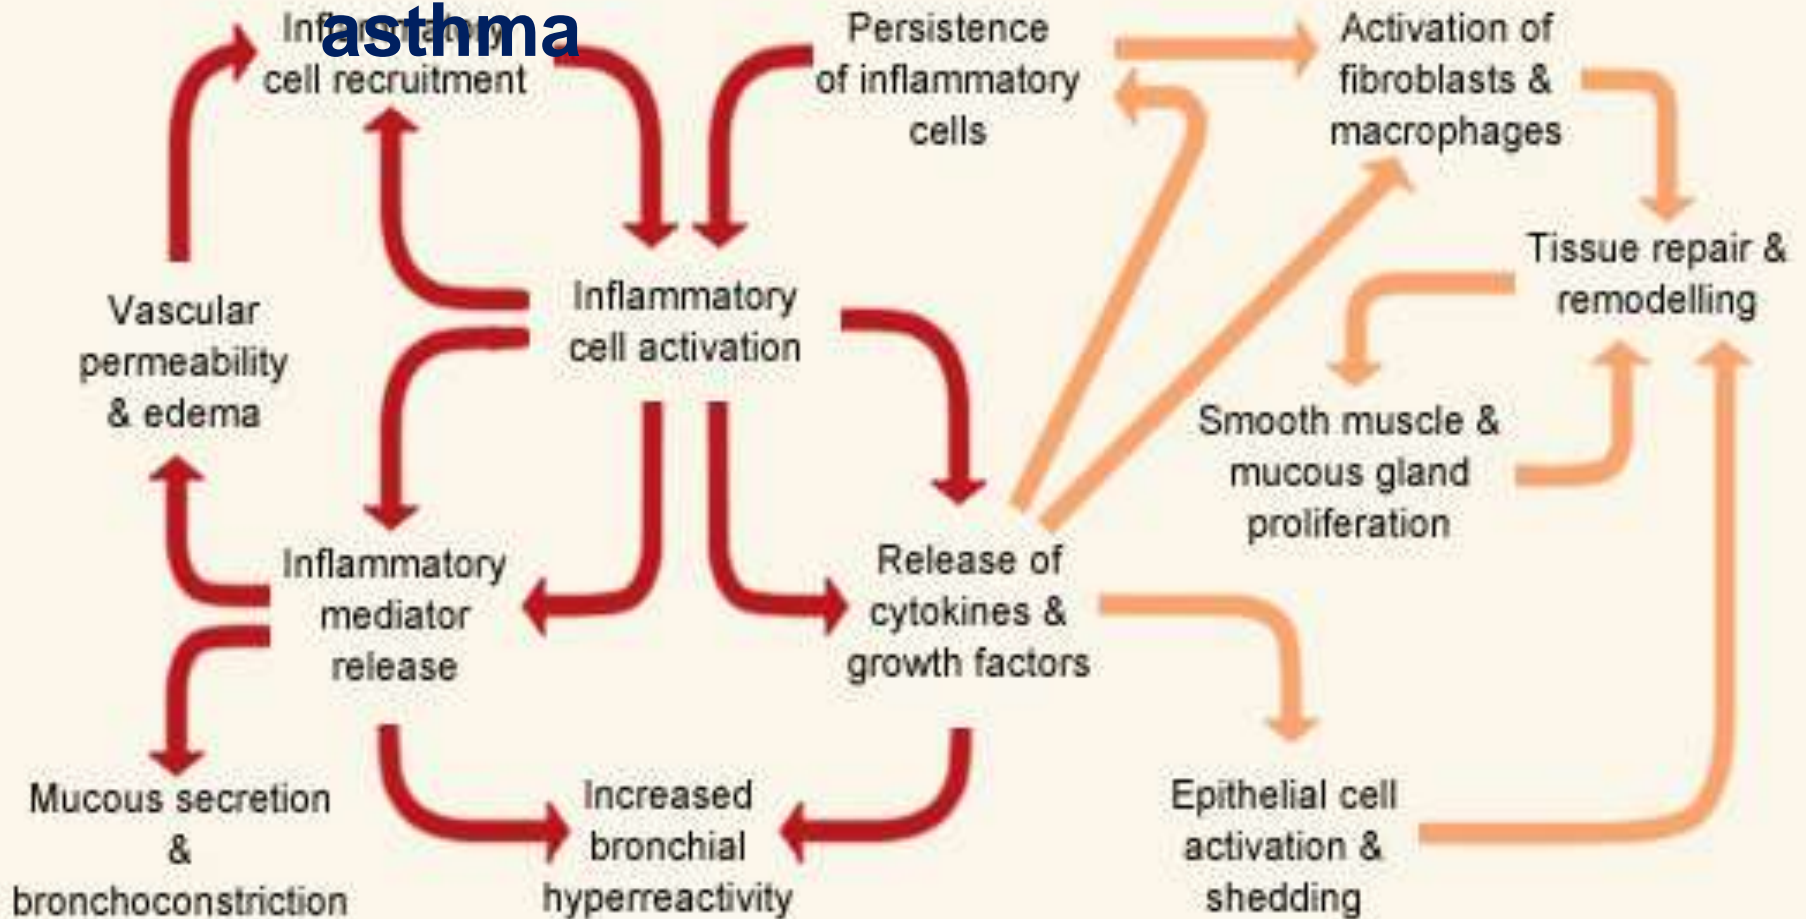 asthma
Inflammatory
cell recruitment
Persistence
of inflammatory
cells
Activation of
fibroblasts &
macrophages
Tissue repair &
remodelling
Vascular
permeability
& edema
Inflammatory
cell activation
Smooth muscle &
mucous gland
proliferation
Inflammatory
mediator
release
Release of
cytokines &
growth factors
Mucous secretion
&
bronchoconstriction
Increased
bronchial
hyperreactivity
Epithelial cell
activation &
shedding